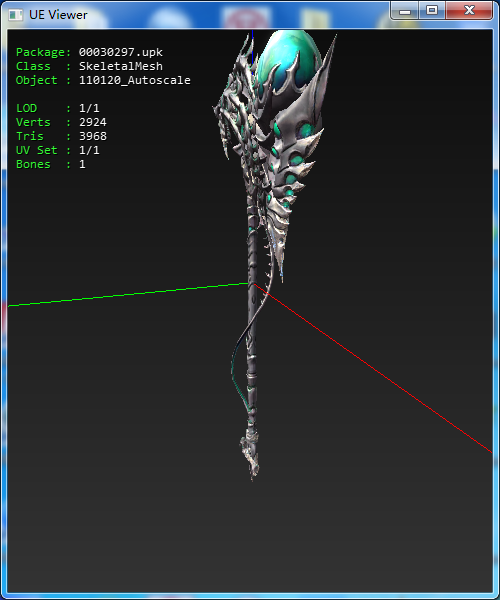 UE Viewer
Package: 00030297.upk
Class : SkeletalMesh
Object : 110120_Autoscale
LOD : 1/1
Verts : 2924
Tris : 3968
UV Set : 1/1
Bones : 1